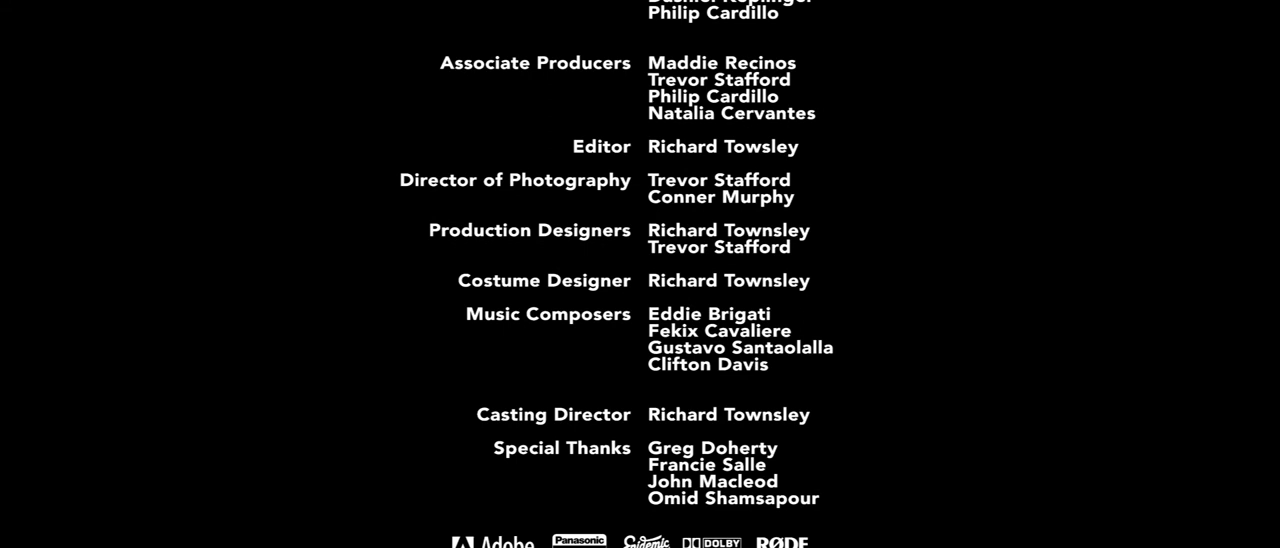 Philip Cardillo
Associate Producers Maddie Recinos
Trevor Stafford
Philip Cardillo
Natalia Cervantes
Editor Richard Towsley
Director of Photography Trevor Stafford
Conner Murphy
Production Designers Richard Townsley
Trevor Stafford
Costume Designer Richard Townsley
Music Composers Eddie Brigati
Fekix Cavaliere
Gustavo Santaolalla
Clifton Davis
Casting Director Richard Townsley
Special Thanks Greg Doherty
Francie Salle
John Macleod
Omid Shamsapour
Adobe Panasonic Epidemic DOLBY RØDE